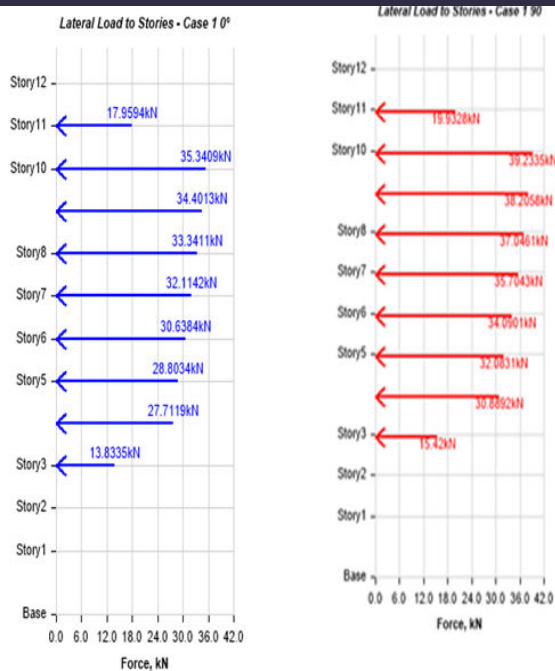 Lateral Load to Stories - Case 1 0°
Story12
17.9594kN
Story11
35.3409kN
Story10
34.4013kN
33.3411kN
Story8
32.1142kN
Story7
30.6384kN
Story6
28.8034kN
Story5
27.7119kN
13.8335kN
Story3
Story2
Story1
Base
0.0 6.0 12.0 18.0 24.0 30.0 36.0 42.0
Force, kN
Lateral Load to Stories - Case 1 90
Story12
Story11
19.9328kN
Story10
39.2335kN
38.2058kN
Story8
37.0461kN
Story7
35.7043kN
Story6
34.0901kN
Story5
32.0831kN
30.8892kN
Story3
15.42kN
Story2
Story1
Base
0.0 6.0 12.0 18.0 24.0 30.0 36.0 42.0
Force, kN